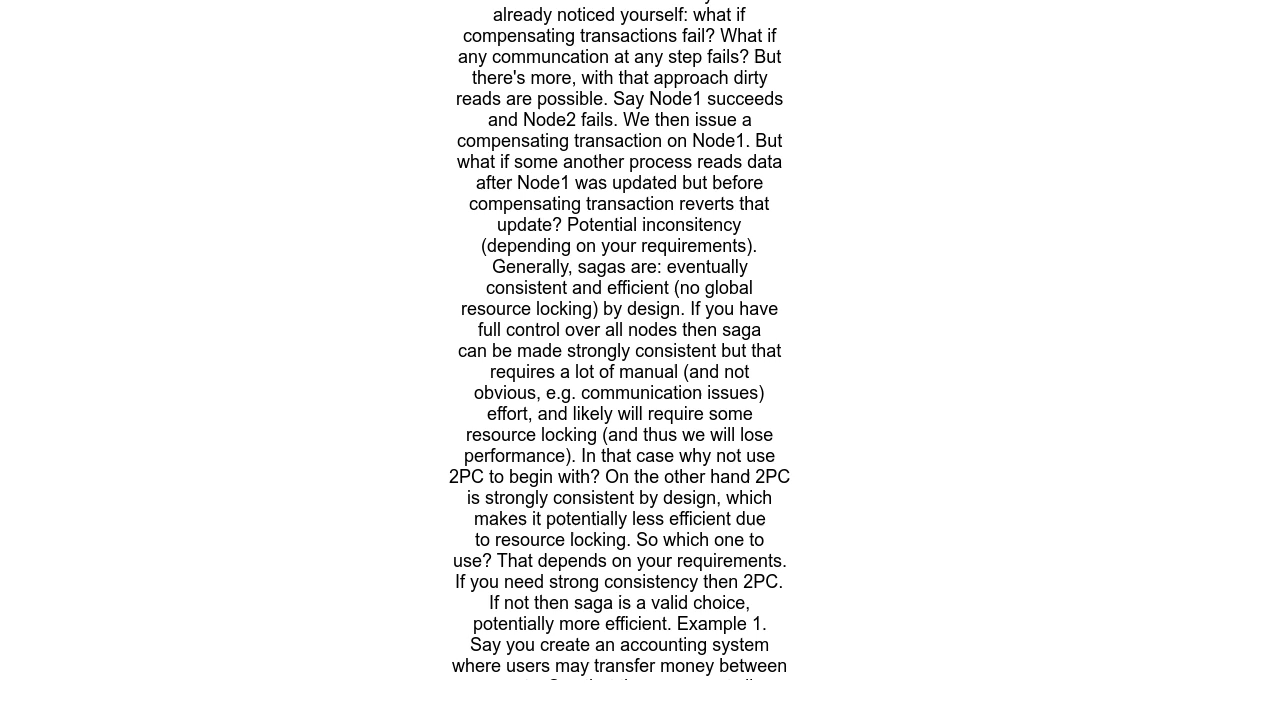 already noticed yourself: what if
compensating transactions fail? What if
any communcation at any step fails? But
there's more, with that approach dirty
reads are possible. Say Node1 succeeds
and Node2 fails. We then issue a
compensating transaction on Node1. But
what if some another process reads data
after Node1 was updated but before
compensating transaction reverts that
update? Potential inconsitency
(depending on your requirements).
Generally, sagas are: eventually
consistent and efficient (no global
resource locking) by design. If you have
full control over all nodes then saga
can be made strongly consistent but that
requires a lot of manual (and not
obvious, e.g. communication issues)
effort, and likely will require some
resource locking (and thus we will lose
performance). In that case why not use
2PC to begin with? On the other hand 2PC
is strongly consistent by design, which
makes it potentially less efficient due
to resource locking. So which one to
use? That depends on your requirements.
If you need strong consistency then 2PC.
If not then saga is a valid choice,
potentially more efficient. Example 1.
Say you create an accounting system
where users may transfer money between